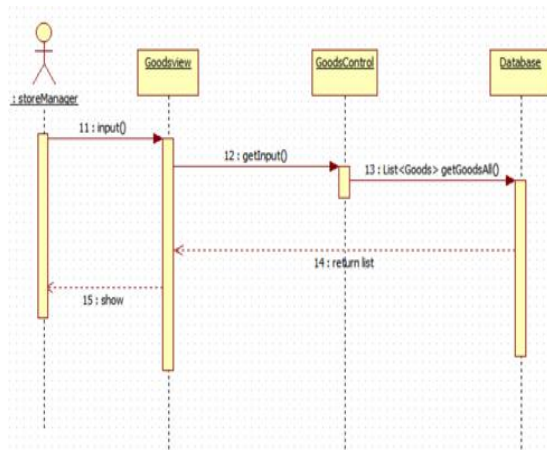 Goodsview
GoodsControl
Database
: storeManager
11 : input()
12 : getInput()
13 : List<Goods> getGoodsAll()
14 : return list
15 : show